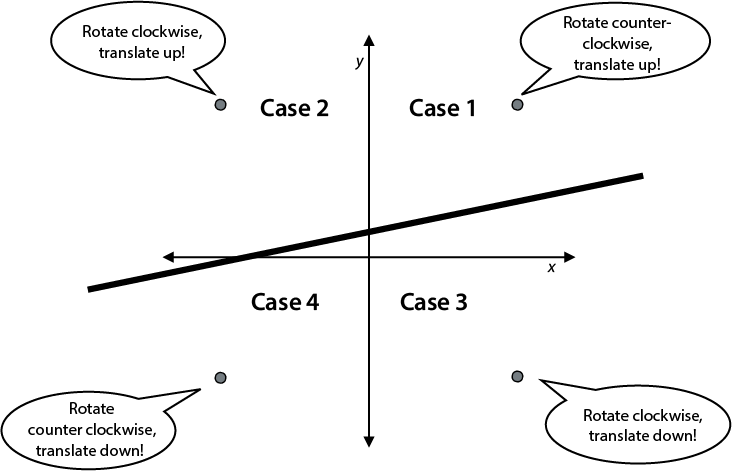 Rotate clockwise,
translate up!
Rotate counter-
clockwise,
translate up!
y
Case 2
Case 1
x
Case 4
Case 3
Rotate
counter clockwise,
translate down!
Rotate clockwise,
translate down!